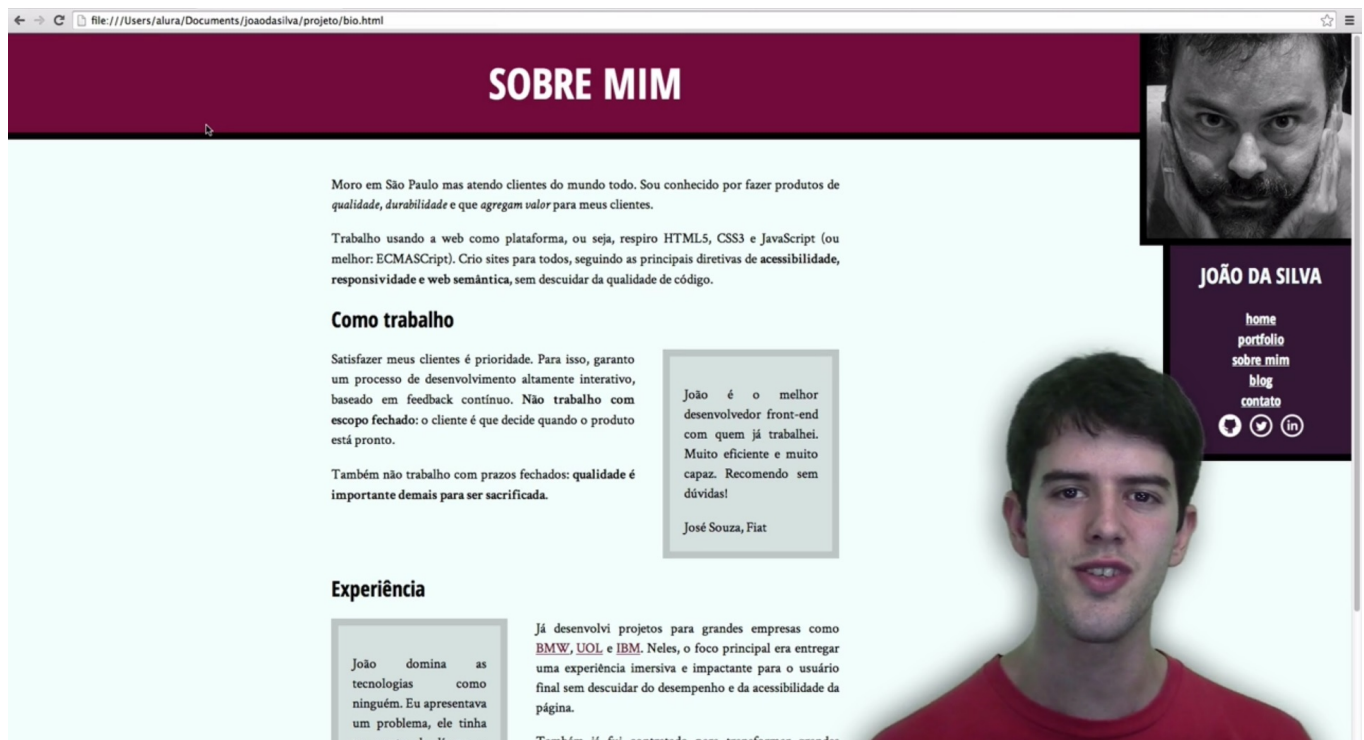 file:///Users/alura/Documents/joaodasilva/projeto/bio.html
SOBRE MIM
Moro em São Paulo mas atendo clientes do mundo todo. Sou conhecido por fazer produtos de
qualidade, durabilidade e que agregam valor para meus clientes.
Trabalho usando a web como plataforma, ou seja, respiro HTML5, CSS3 e JavaScript (ou
melhor: ECMASCript). Crio sites para todos, seguindo as principais diretivas de acessibilidade,
responsividade e web semântica, sem descuidar da qualidade de código.
Como trabalho
Satisfazer meus clientes é prioridade. Para isso, garanto
um processo de desenvolvimento altamente interativo,
baseado em feedback contínuo. Não trabalho com
escopo fechado: o cliente é que decide quando o produto
está pronto.
Também não trabalho com prazos fechados: qualidade é
importante demais para ser sacrificada.
João é o melhor
desenvolvedor front-end
com quem já trabalhei.
Muito eficiente e muito
capaz. Recomendo sem
dúvidas!
José Souza, Fiat
Experiência
João domina as
tecnologias como
ninguém. Eu apresentava
um problema, ele tinha
Já desenvolvi projetos para grandes empresas como
BMW, UOL e IBM. Neles, o foco principal era entregar
uma experiência imersiva e impactante para o usuário
final sem descuidar do desempenho e da acessibilidade da
página.
JOÃO DA SILVA
home
portfolio
sobre mim
blog
contato
in